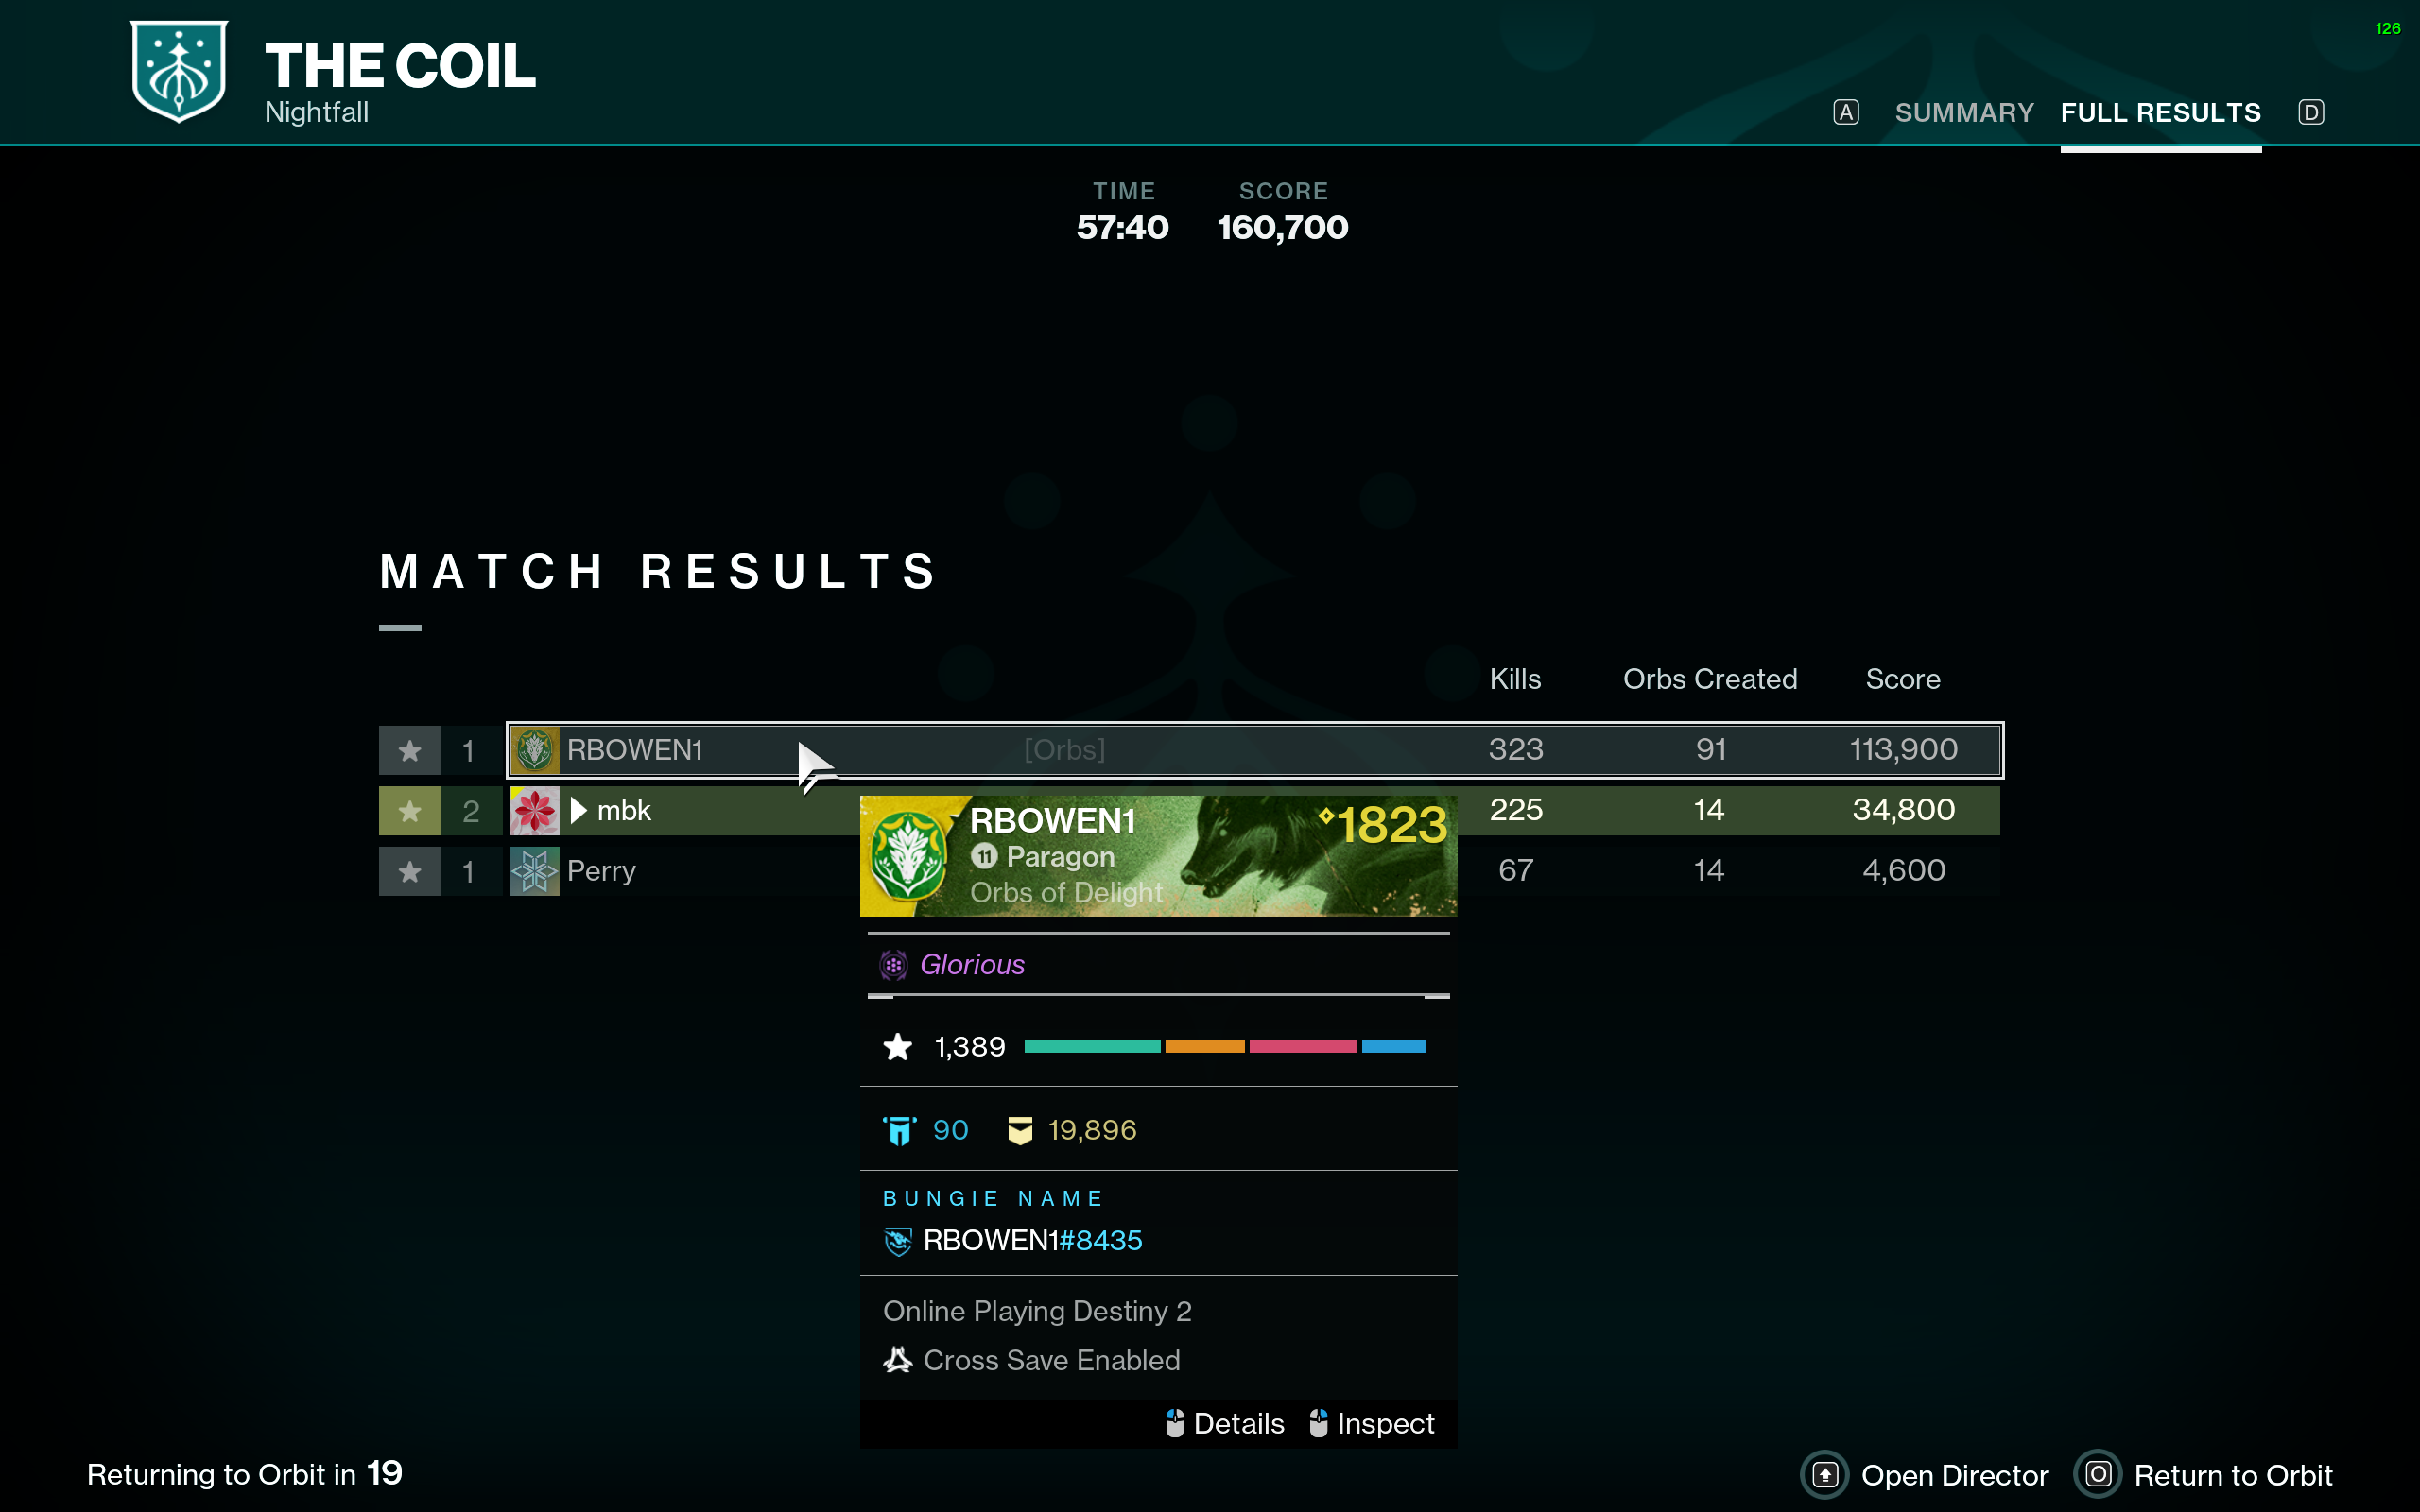 126
THE COIL
Nightfall
A SUMMARY FULL RESULTS D
TIME SCORE
57:40 160,700
MATCH RESULTS
Kills Orbs Created Score
1 RBOWEN1 [Orbs] 323 91 113,900
2 mbk 225 14 34,800
1 Perry 67 14 4,600
RBOWEN1 1823
11 Paragon
Orbs of Delight
Glorious
1,389
90 19,896
BUNGIE NAME
RBOWEN1#8435
Online Playing Destiny 2
Cross Save Enabled
Details Inspect
Returning to Orbit in 19
Open Director O Return to Orbit